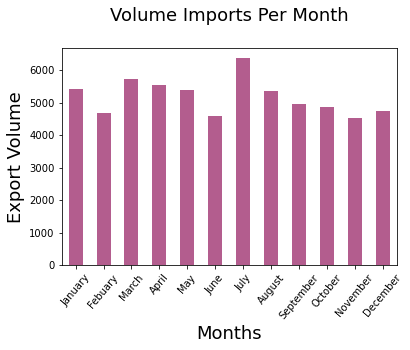 Volume Imports Per Month
Export Volume
6000
5000
4000
3000
2000
1000
0
January
Febuary
March
April
May
June
July
August
September
October
November
December
Months